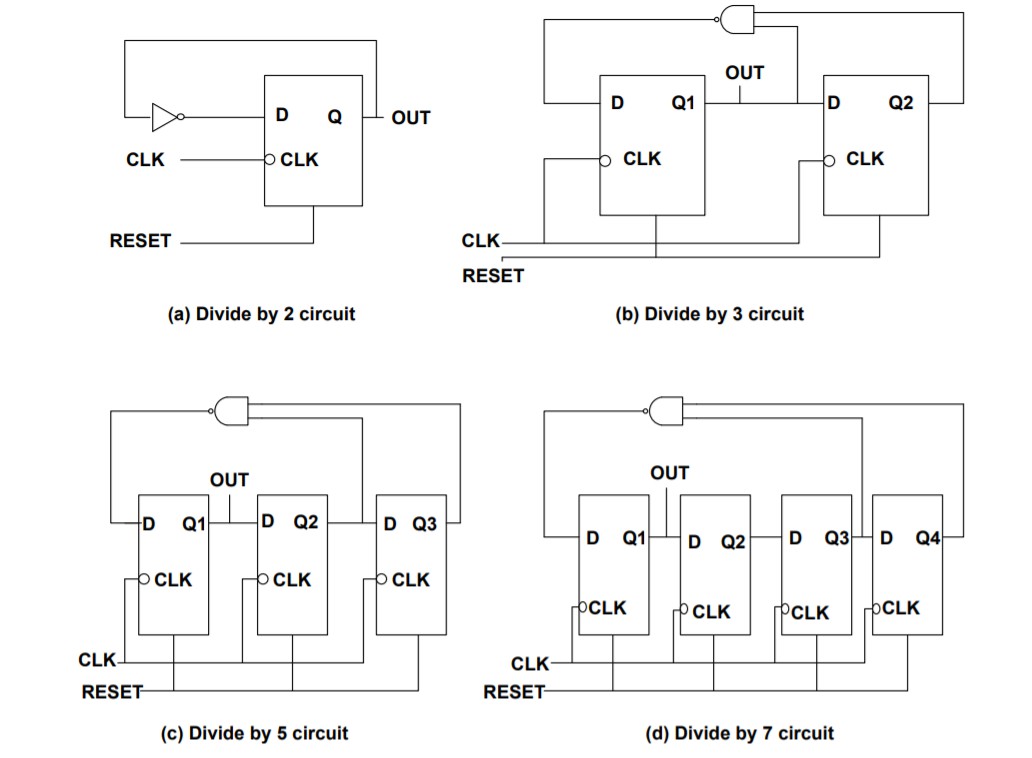 D Q OUT
CLK CLK
RESET
(a) Divide by 2 circuit
OUT
D Q1 D Q2
CLK CLK
CLK
RESET
(b) Divide by 3 circuit
OUT
D Q1 D Q2 D Q3
CLK CLK CLK
CLK
RESET
(c) Divide by 5 circuit
OUT
D Q1 D Q2 D Q3 D Q4
CLK CLK CLK CLK
CLK
RESET
(d) Divide by 7 circuit